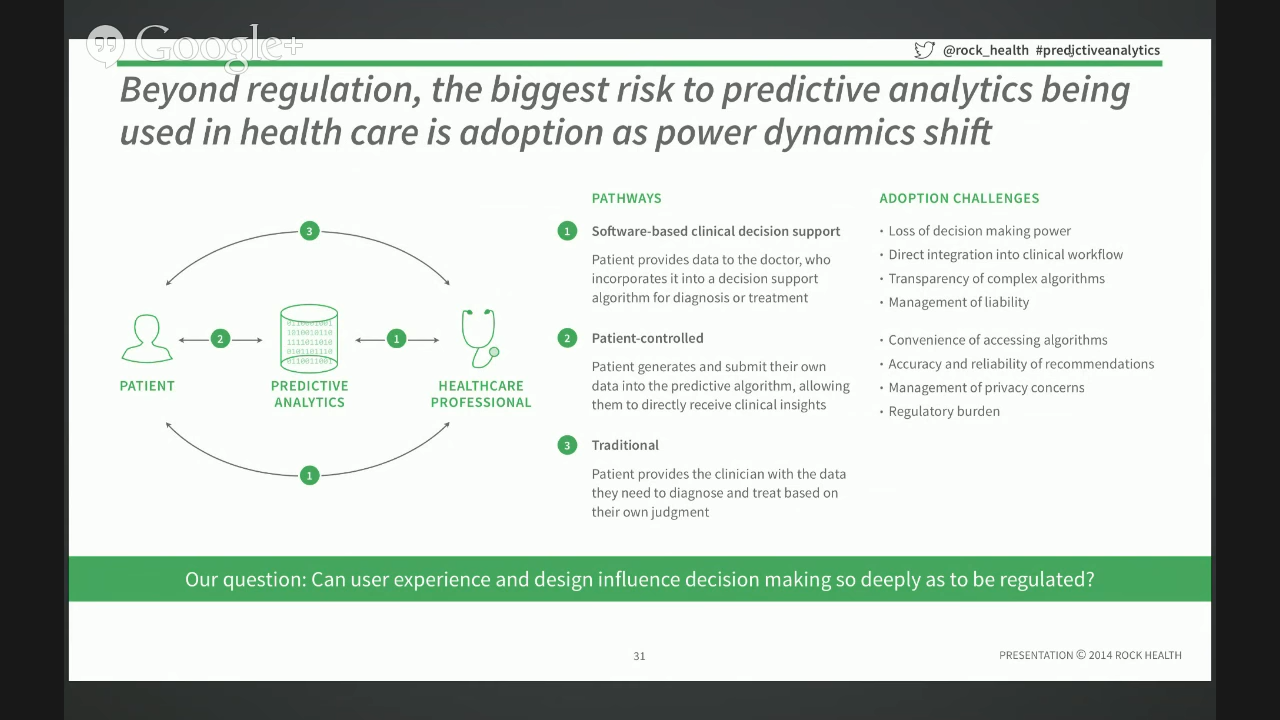 Google+
@rock_health #predictiveanalytics
Beyond regulation, the biggest risk to predictive analytics being
used in health care is adoption as power dynamics shift
3
2
1
0110001001
1010010110
1111011010
0101101110
0110011001
PATIENT
PREDICTIVE
ANALYTICS
HEALTHCARE
PROFESSIONAL
1
PATHWAYS
1 Software-based clinical decision support
Patient provides data to the doctor, who
incorporates it into a decision support
algorithm for diagnosis or treatment
2 Patient-controlled
Patient generates and submit their own
data into the predictive algorithm, allowing
them to directly receive clinical insights
3 Traditional
Patient provides the clinician with the data
they need to diagnose and treat based on
their own judgment
ADOPTION CHALLENGES
• Loss of decision making power
• Direct integration into clinical workflow
• Transparency of complex algorithms
• Management of liability
• Convenience of accessing algorithms
• Accuracy and reliability of recommendations
• Management of privacy concerns
• Regulatory burden
Our question: Can user experience and design influence decision making so deeply as to be regulated?
31
PRESENTATION © 2014 ROCK HEALTH